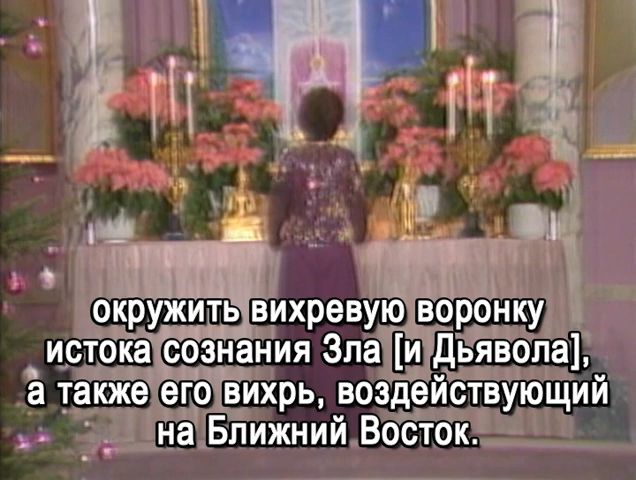 окружить вихревую воронку
истока сознания Зла [и Дьявола],
а также его вихрь, воздействующий
на Ближний Восток.